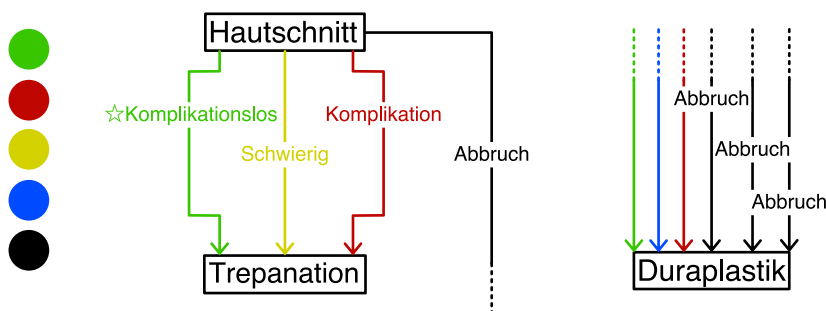 Hautschnitt
☆Komplikationslos
Komplikation
Schwierig
Abbruch
Trepanation
Abbruch
Abbruch
Abbruch
Duraplastik